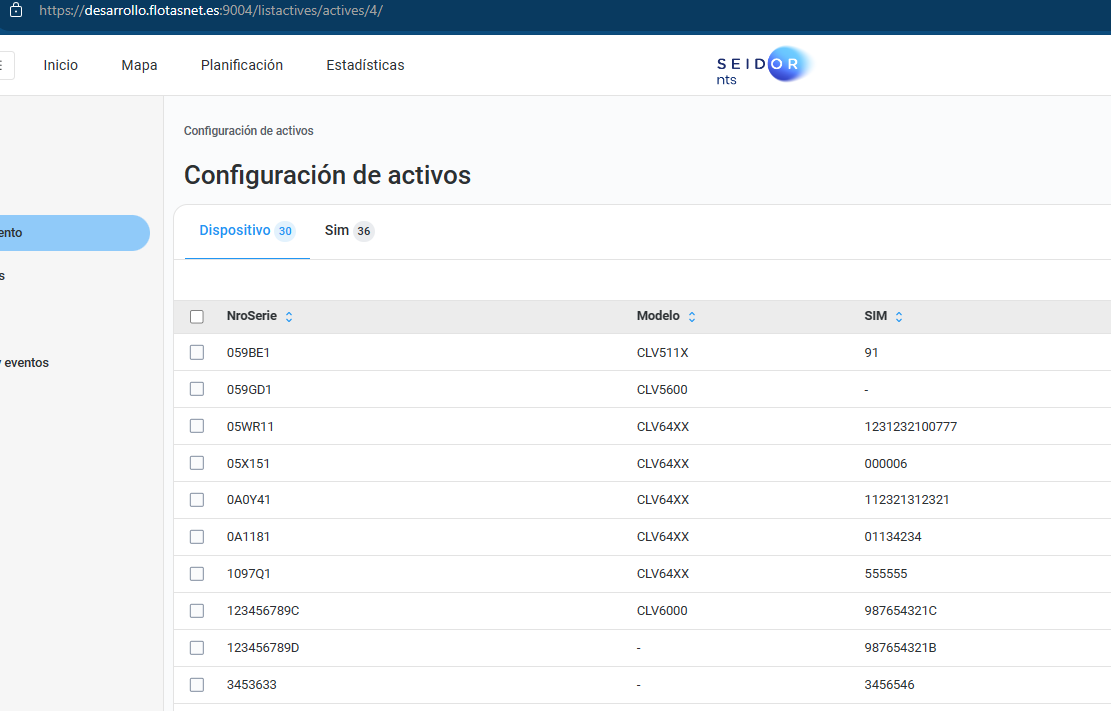 https://desarrollo.flotasnet.es:9004/listactives/actives/4/
Inicio Mapa Planificación Estadísticas
SEIDOR
nts
Configuración de activos
Configuración de activos
Dispositivo 30 Sim 36
ento
s
y eventos
NroSerie Modelo SIM
059BE1 CLV511X 91
059GD1 CLV5600 -
05WR11 CLV64XX 1231232100777
05X151 CLV64XX 000006
0A0Y41 CLV64XX 112321312321
0A1181 CLV64XX 01134234
1097Q1 CLV64XX 555555
123456789C CLV6000 987654321C
123456789D - 987654321B
3453633 - 3456546